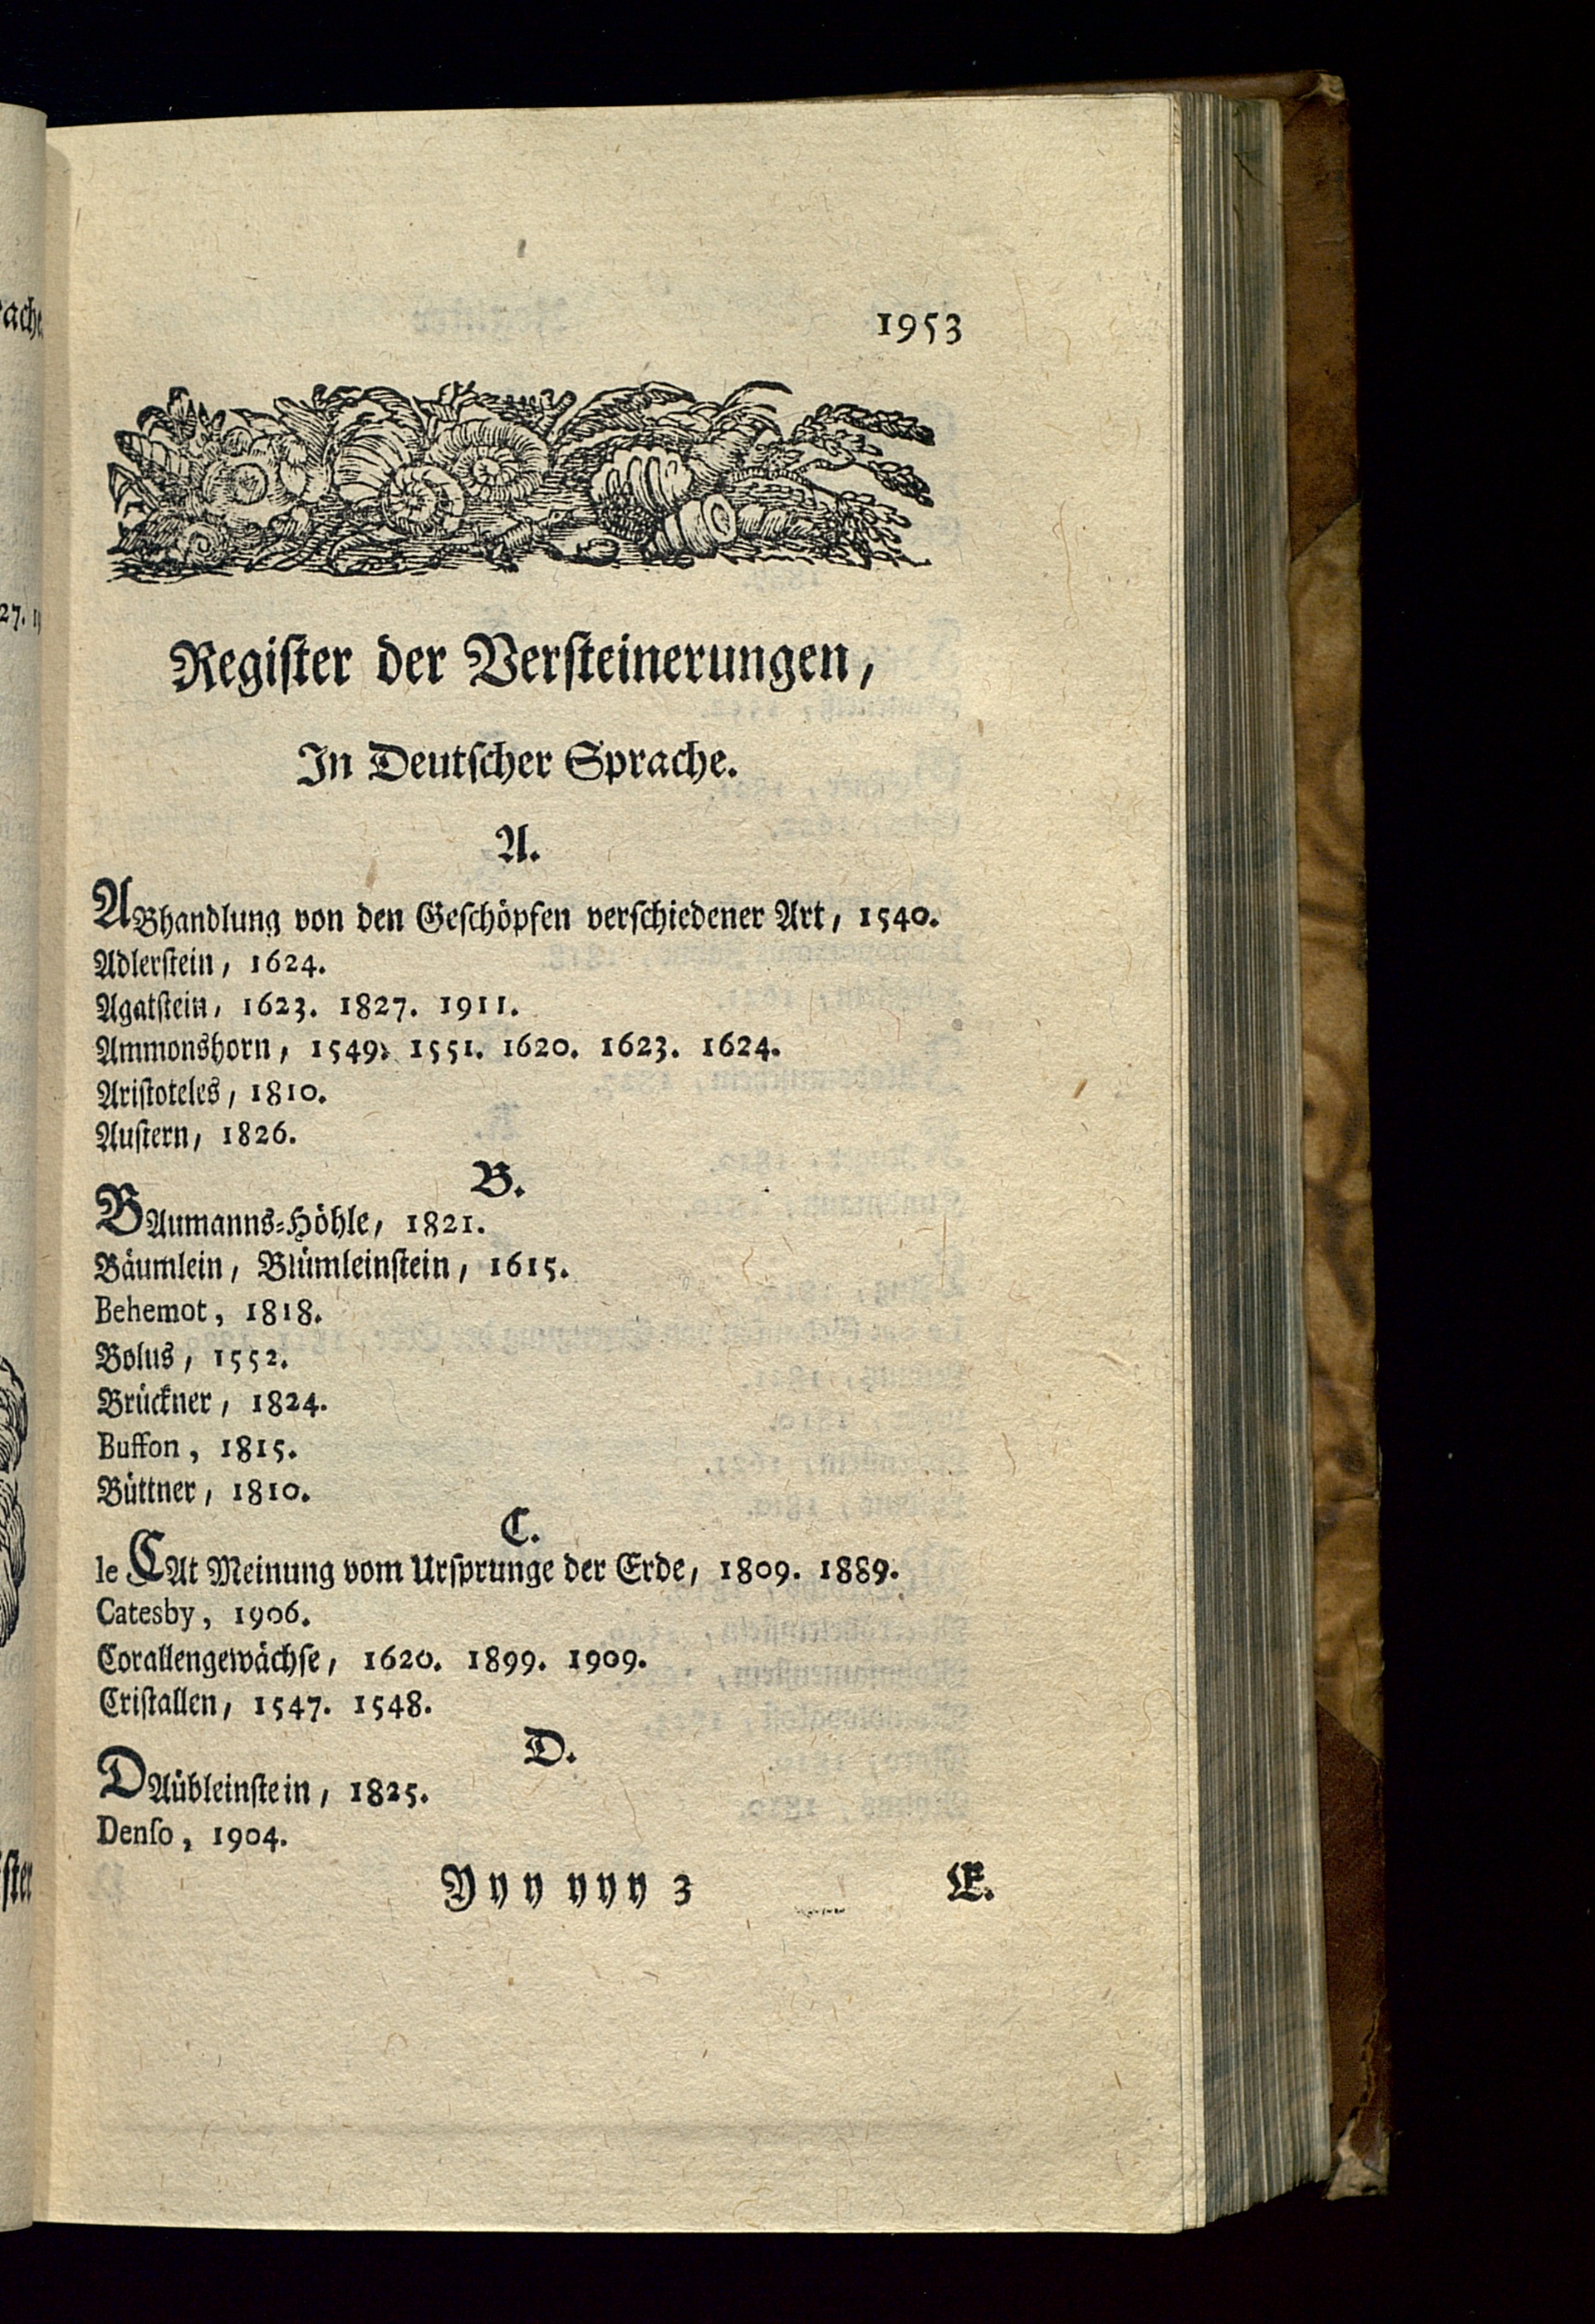 1953
Register der Versteinerungen,
In Deutscher Sprache.
A.
ABhandlung von den Geschöpfen verschiedener Art, 1540.
Adlerstein, 1624.
Agatstein, 1623. 1827. 1911.
Ammonshorn, 1549. 1551. 1620. 1623. 1624.
Aristoteles, 1810.
Austern, 1826.
B.
BAumanns-Höhle, 1821.
Bäumlein, Blümleinstein, 1615.
Behemot, 1818.
Bolus, 1552.
Brückner, 1824.
Buffon, 1815.
Büttner, 1810.
C.
le CAt Meinung vom Ursprunge der Erde, 1809. 1889.
Catesby, 1906.
Corallengewächse, 1620. 1899. 1909.
Cristallen, 1547. 1548.
D.
DAübleinstein, 1825.
Denso, 1904.
Yyy yyy 3 E.